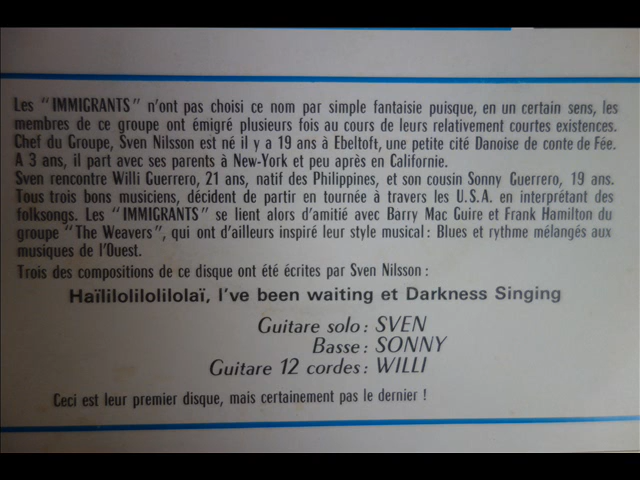 Les "IMMIGRANTS" n'ont pas choisi ce nom par simple fantaisie puisque, en un certain sens, les
membres de ce groupe ont émigré plusieurs fois au cours de leurs relativement courtes existences.
Chef du Groupe, Sven Nilsson est né il y a 19 ans à Ebeltoft, une petite cité Danoise de conte de Fée.
A 3 ans, il part avec ses parents à New-York et peu après en Californie.
Sven rencontre Willi Guerrero, 21 ans, natif des Philippines, et son cousin Sonny Guerrero, 19 ans.
Tous trois bons musiciens, décident de partir en tournée à travers les U.S.A. en interprétant des
folksongs. Les "IMMIGRANTS" se lient alors d'amitié avec Barry Mac Guire et Frank Hamilton du
groupe "The Weavers", qui ont d'ailleurs inspiré leur style musical : Blues et rythme mélangés aux
musiques de l'Ouest.
Trois des compositions de ce disque ont été écrites par Sven Nilsson :
Haïlilolilolilolaï, I've been waiting et Darkness Singing
Guitare solo : SVEN
Basse : SONNY
Guitare 12 cordes : WILLI
Ceci est leur premier disque, mais certainement pas le dernier !